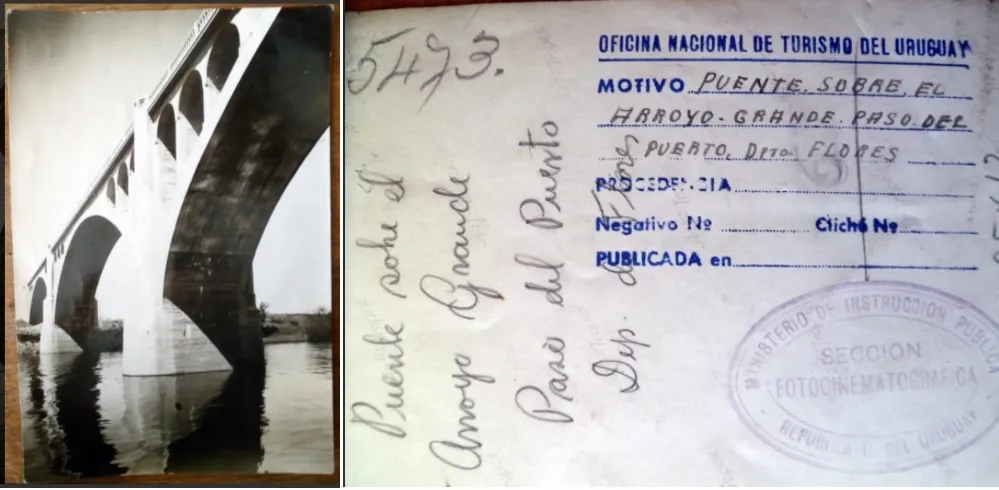 5473.
Puente sobre el
Arroyo Grande
Paso del Puerto
Dep. de Flores
OFICINA NACIONAL DE TURISMO DEL URUGUAY
MOTIVO PUENTE. SOBRE. EL
ARROYO. GRANDE. PASO. DEL
PUERTO. Dpto. FLORES
PROCEDENCIA
Negativo Nº Cliché Nº
PUBLICADA en
MINISTERIO DE INSTRUCCION PUBLICA
SECCION
FOTOCINEMATOGRAFICA
REPUBLICA O. DEL URUGUAY